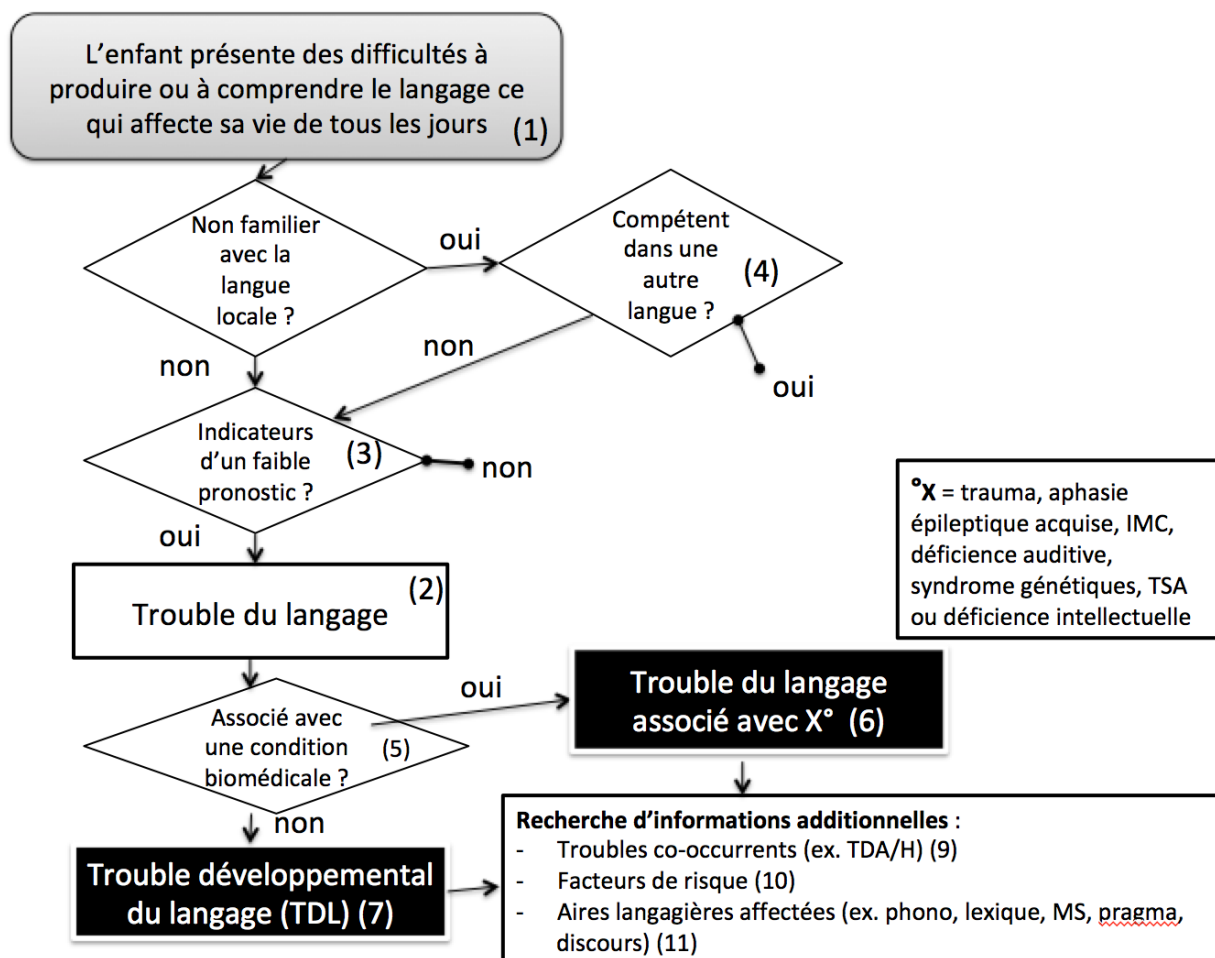 L'enfant présente des difficultés à
produire ou à comprendre le langage ce
qui affecte sa vie de tous les jours (1)
Non familier
avec la
langue
locale ?
oui
Compétent
dans une
autre
langue ?
(4)
non
non
oui
Indicateurs
d'un faible
pronostic ?
(3)
non
oui
°X = trauma, aphasie
épileptique acquise, IMC,
déficience auditive,
syndrome génétiques, TSA
ou déficience intellectuelle
Trouble du langage
(2)
Associé avec
une condition
biomédicale ?
(5)
oui
Trouble du langage
associé avec X° (6)
non
Trouble développemental
du langage (TDL) (7)
Recherche d'informations additionnelles :
- Troubles co-occurrents (ex. TDA/H) (9)
- Facteurs de risque (10)
- Aires langagières affectées (ex. phono, lexique, MS, pragma,
discours) (11)